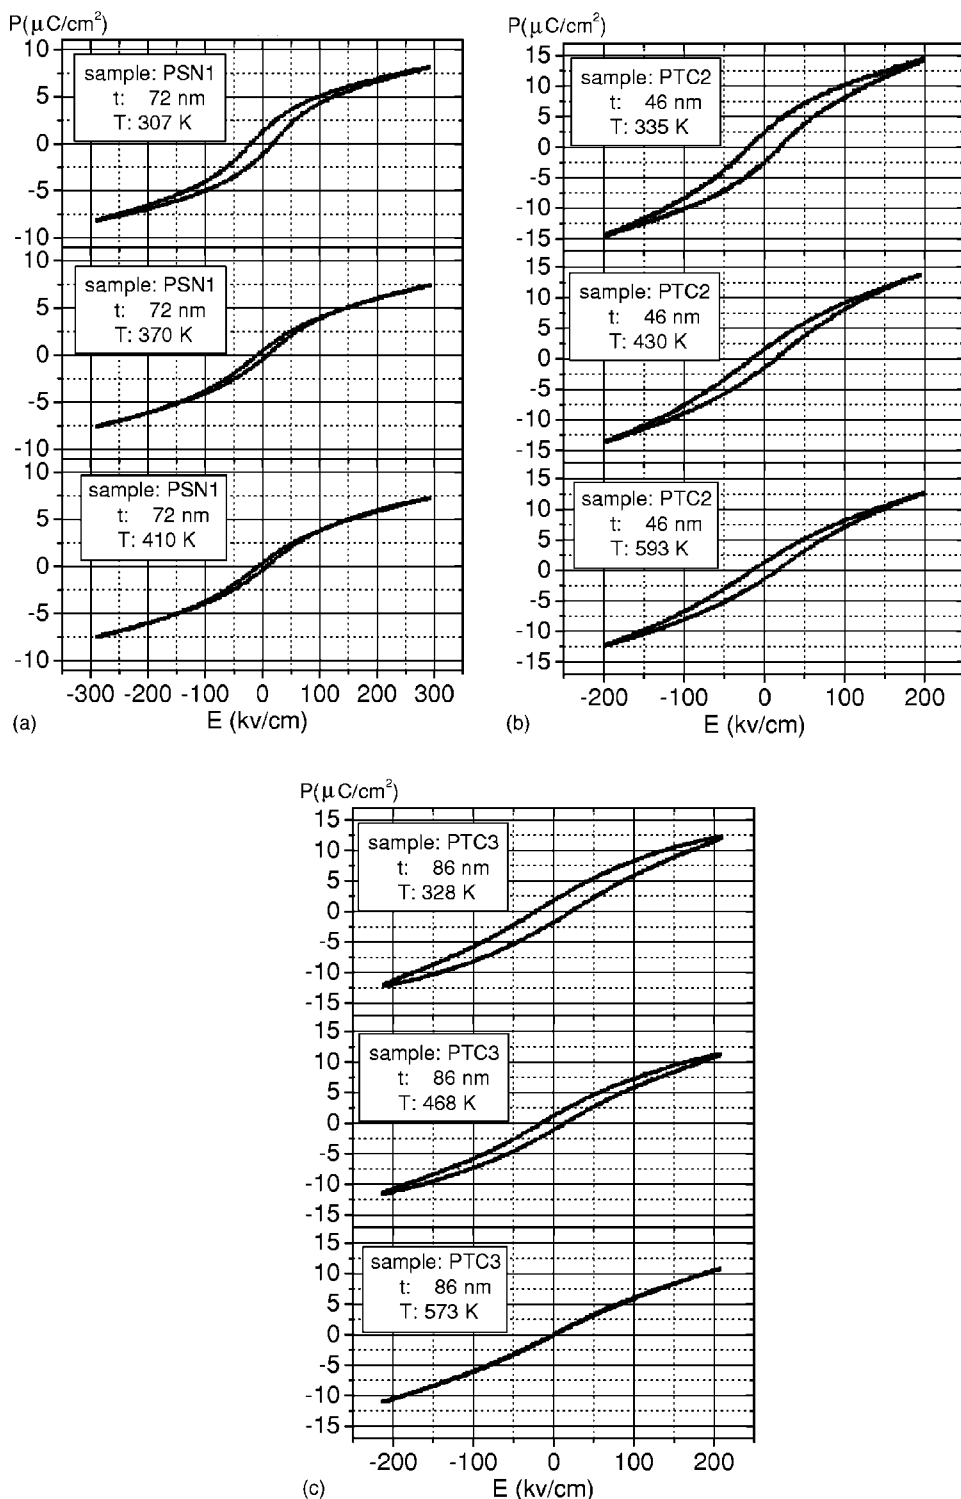 P(μC/cm²)
10
sample: PSN1
t: 72 nm
T: 307 K
5
0
-5
-10
10
sample: PSN1
t: 72 nm
T: 370 K
5
0
-5
-10
10
sample: PSN1
t: 72 nm
T: 410 K
5
0
-5
-10
-300 -200 -100 0 100 200 300
(a)
E (kv/cm)
P(μC/cm²)
15
sample: PTC2
t: 46 nm
T: 335 K
10
5
0
-5
-10
-15
15
sample: PTC2
t: 46 nm
T: 430 K
10
5
0
-5
-10
-15
15
sample: PTC2
t: 46 nm
T: 593 K
10
5
0
-5
-10
-15
-200 -100 0 100 200
(b)
E (kv/cm)
P(μC/cm²)
15
sample: PTC3
t: 86 nm
T: 328 K
10
5
0
-5
-10
-15
15
sample: PTC3
t: 86 nm
T: 468 K
10
5
0
-5
-10
-15
15
sample: PTC3
t: 86 nm
T: 573 K
10
5
0
-5
-10
-15
-200 -100 0 100 200
(c)
E (kv/cm)